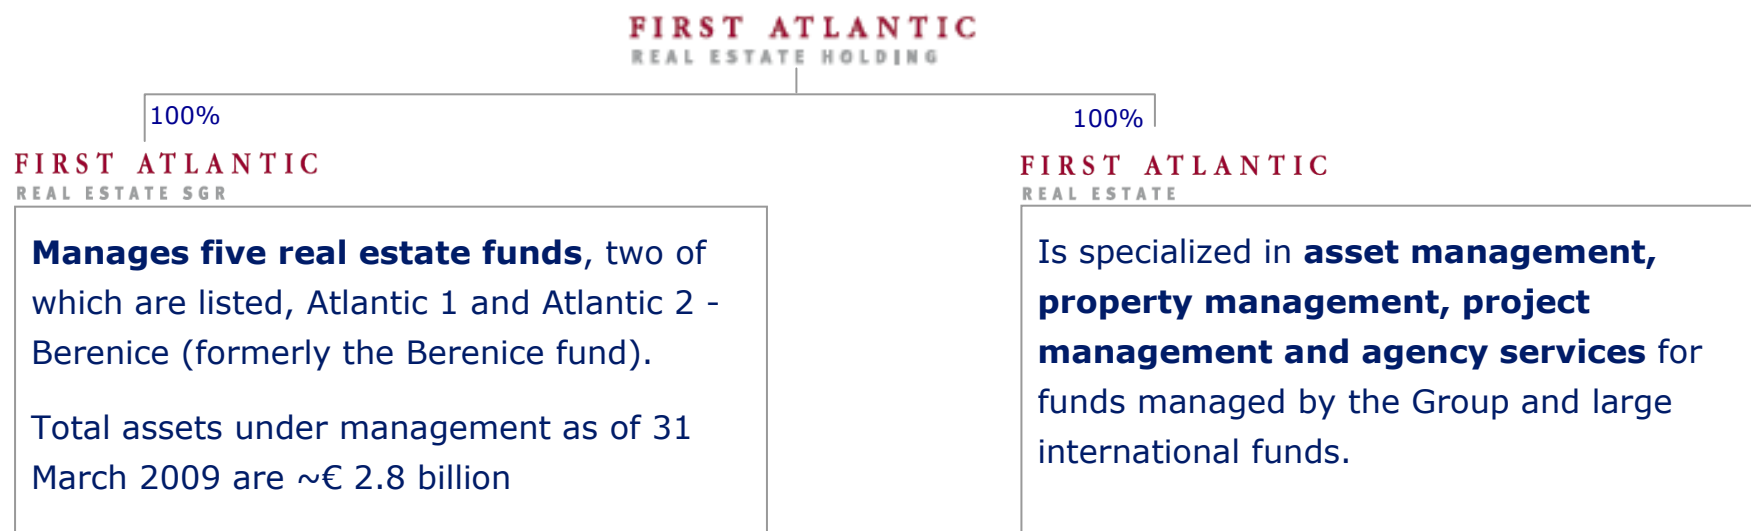 FIRST ATLANTIC
REAL ESTATE HOLDING
100%
100%
FIRST ATLANTIC
REAL ESTATE SGR
Manages five real estate funds, two of
which are listed, Atlantic 1 and Atlantic 2 -
Berenice (formerly the Berenice fund).
Total assets under management as of 31
March 2009 are ~€ 2.8 billion
FIRST ATLANTIC
REAL ESTATE
Is specialized in asset management,
property management, project
management and agency services for
funds managed by the Group and large
international funds.